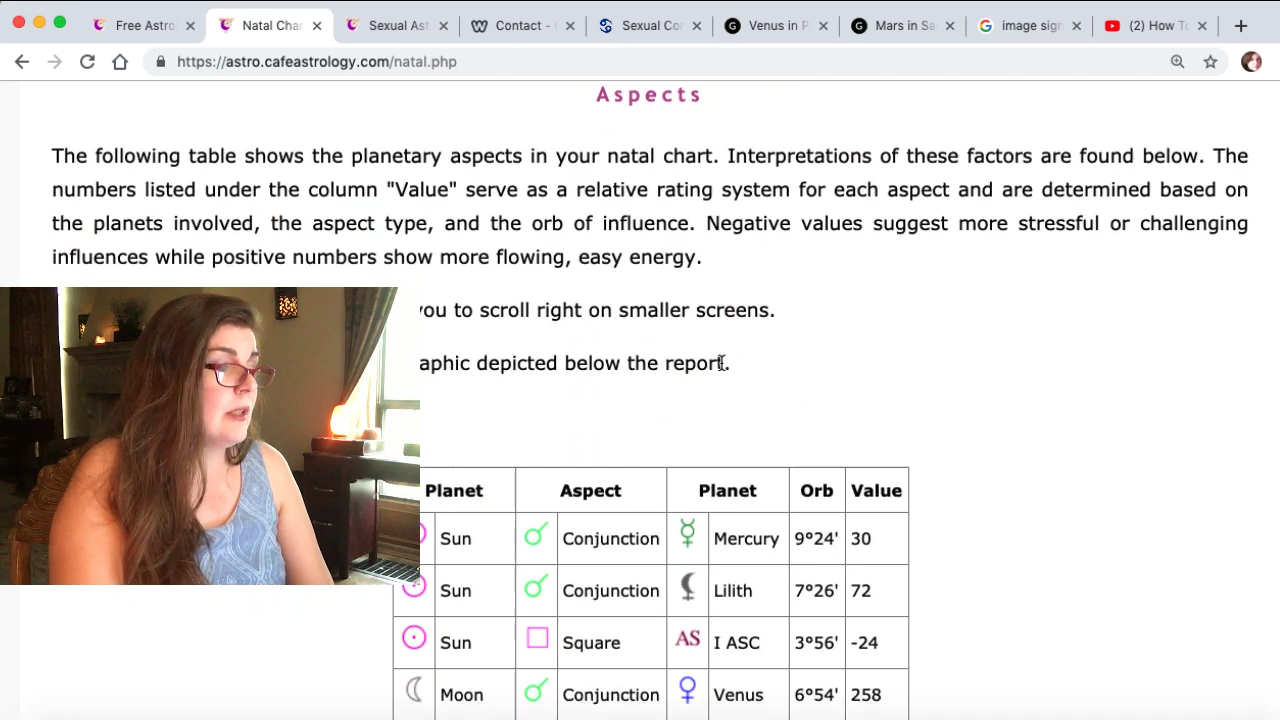 Free Astro
Natal Char
Sexual Ast
Contact -
Sexual Co
Venus in P
Mars in Sa
image sign
(2) How To
https://astro.cafeastrology.com/natal.php
Aspects
The following table shows the planetary aspects in your natal chart. Interpretations of these factors are found below. The
numbers listed under the column "Value" serve as a relative rating system for each aspect and are determined based on
the planets involved, the aspect type, and the orb of influence. Negative values suggest more stressful or challenging
influences while positive numbers show more flowing, easy energy.
you to scroll right on smaller screens.
aphic depicted below the report.
Planet Aspect Planet Orb Value
Sun Conjunction Mercury 9°24' 30
Sun Conjunction Lilith 7°26' 72
Sun Square AS I ASC 3°56' -24
Moon Conjunction Venus 6°54' 258